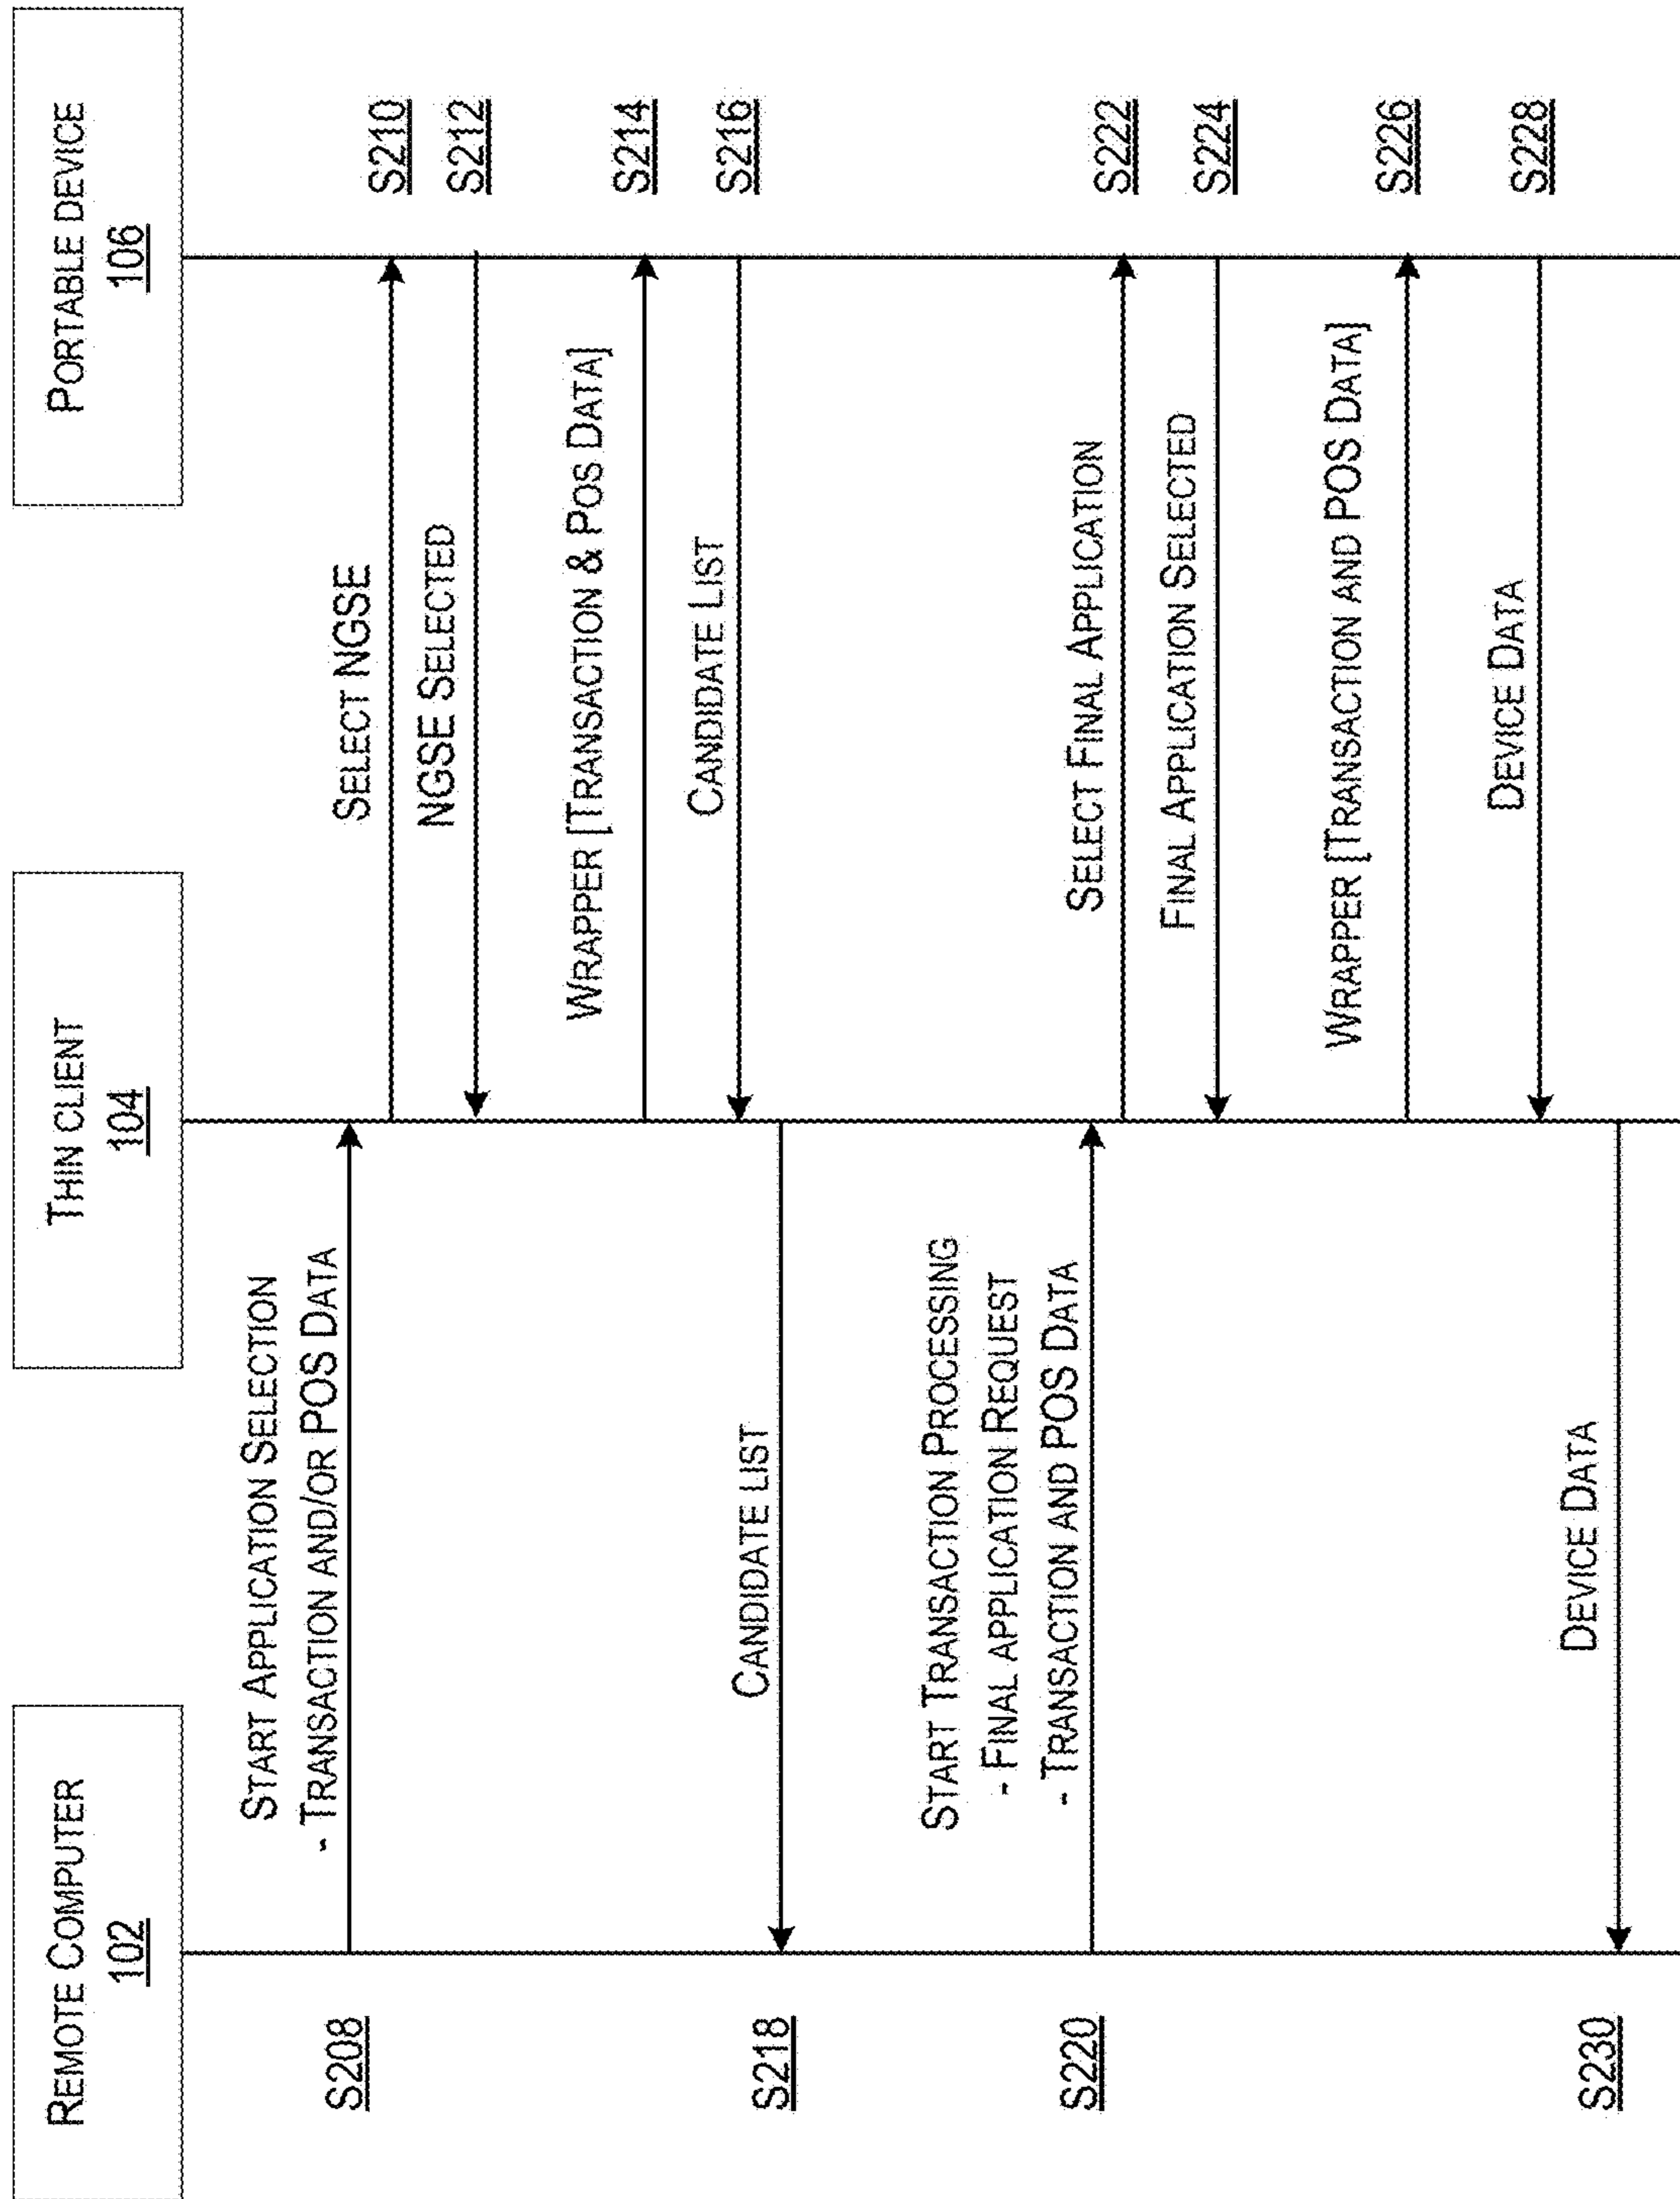 REMOTE COMPUTER
102
THIN CLIENT
104
PORTABLE DEVICE
106
S208
START APPLICATION SELECTION
- TRANSACTION AND/OR POS DATA
SELECT NGSE
S210
NGSE SELECTED
S212
WRAPPER [TRANSACTION & POS DATA]
S214
CANDIDATE LIST
S216
S218
CANDIDATE LIST
S220
START TRANSACTION PROCESSING
- FINAL APPLICATION REQUEST
- TRANSACTION AND POS DATA
SELECT FINAL APPLICATION
S222
FINAL APPLICATION SELECTED
S224
WRAPPER [TRANSACTION AND POS DATA]
S226
DEVICE DATA
S228
S230
DEVICE DATA